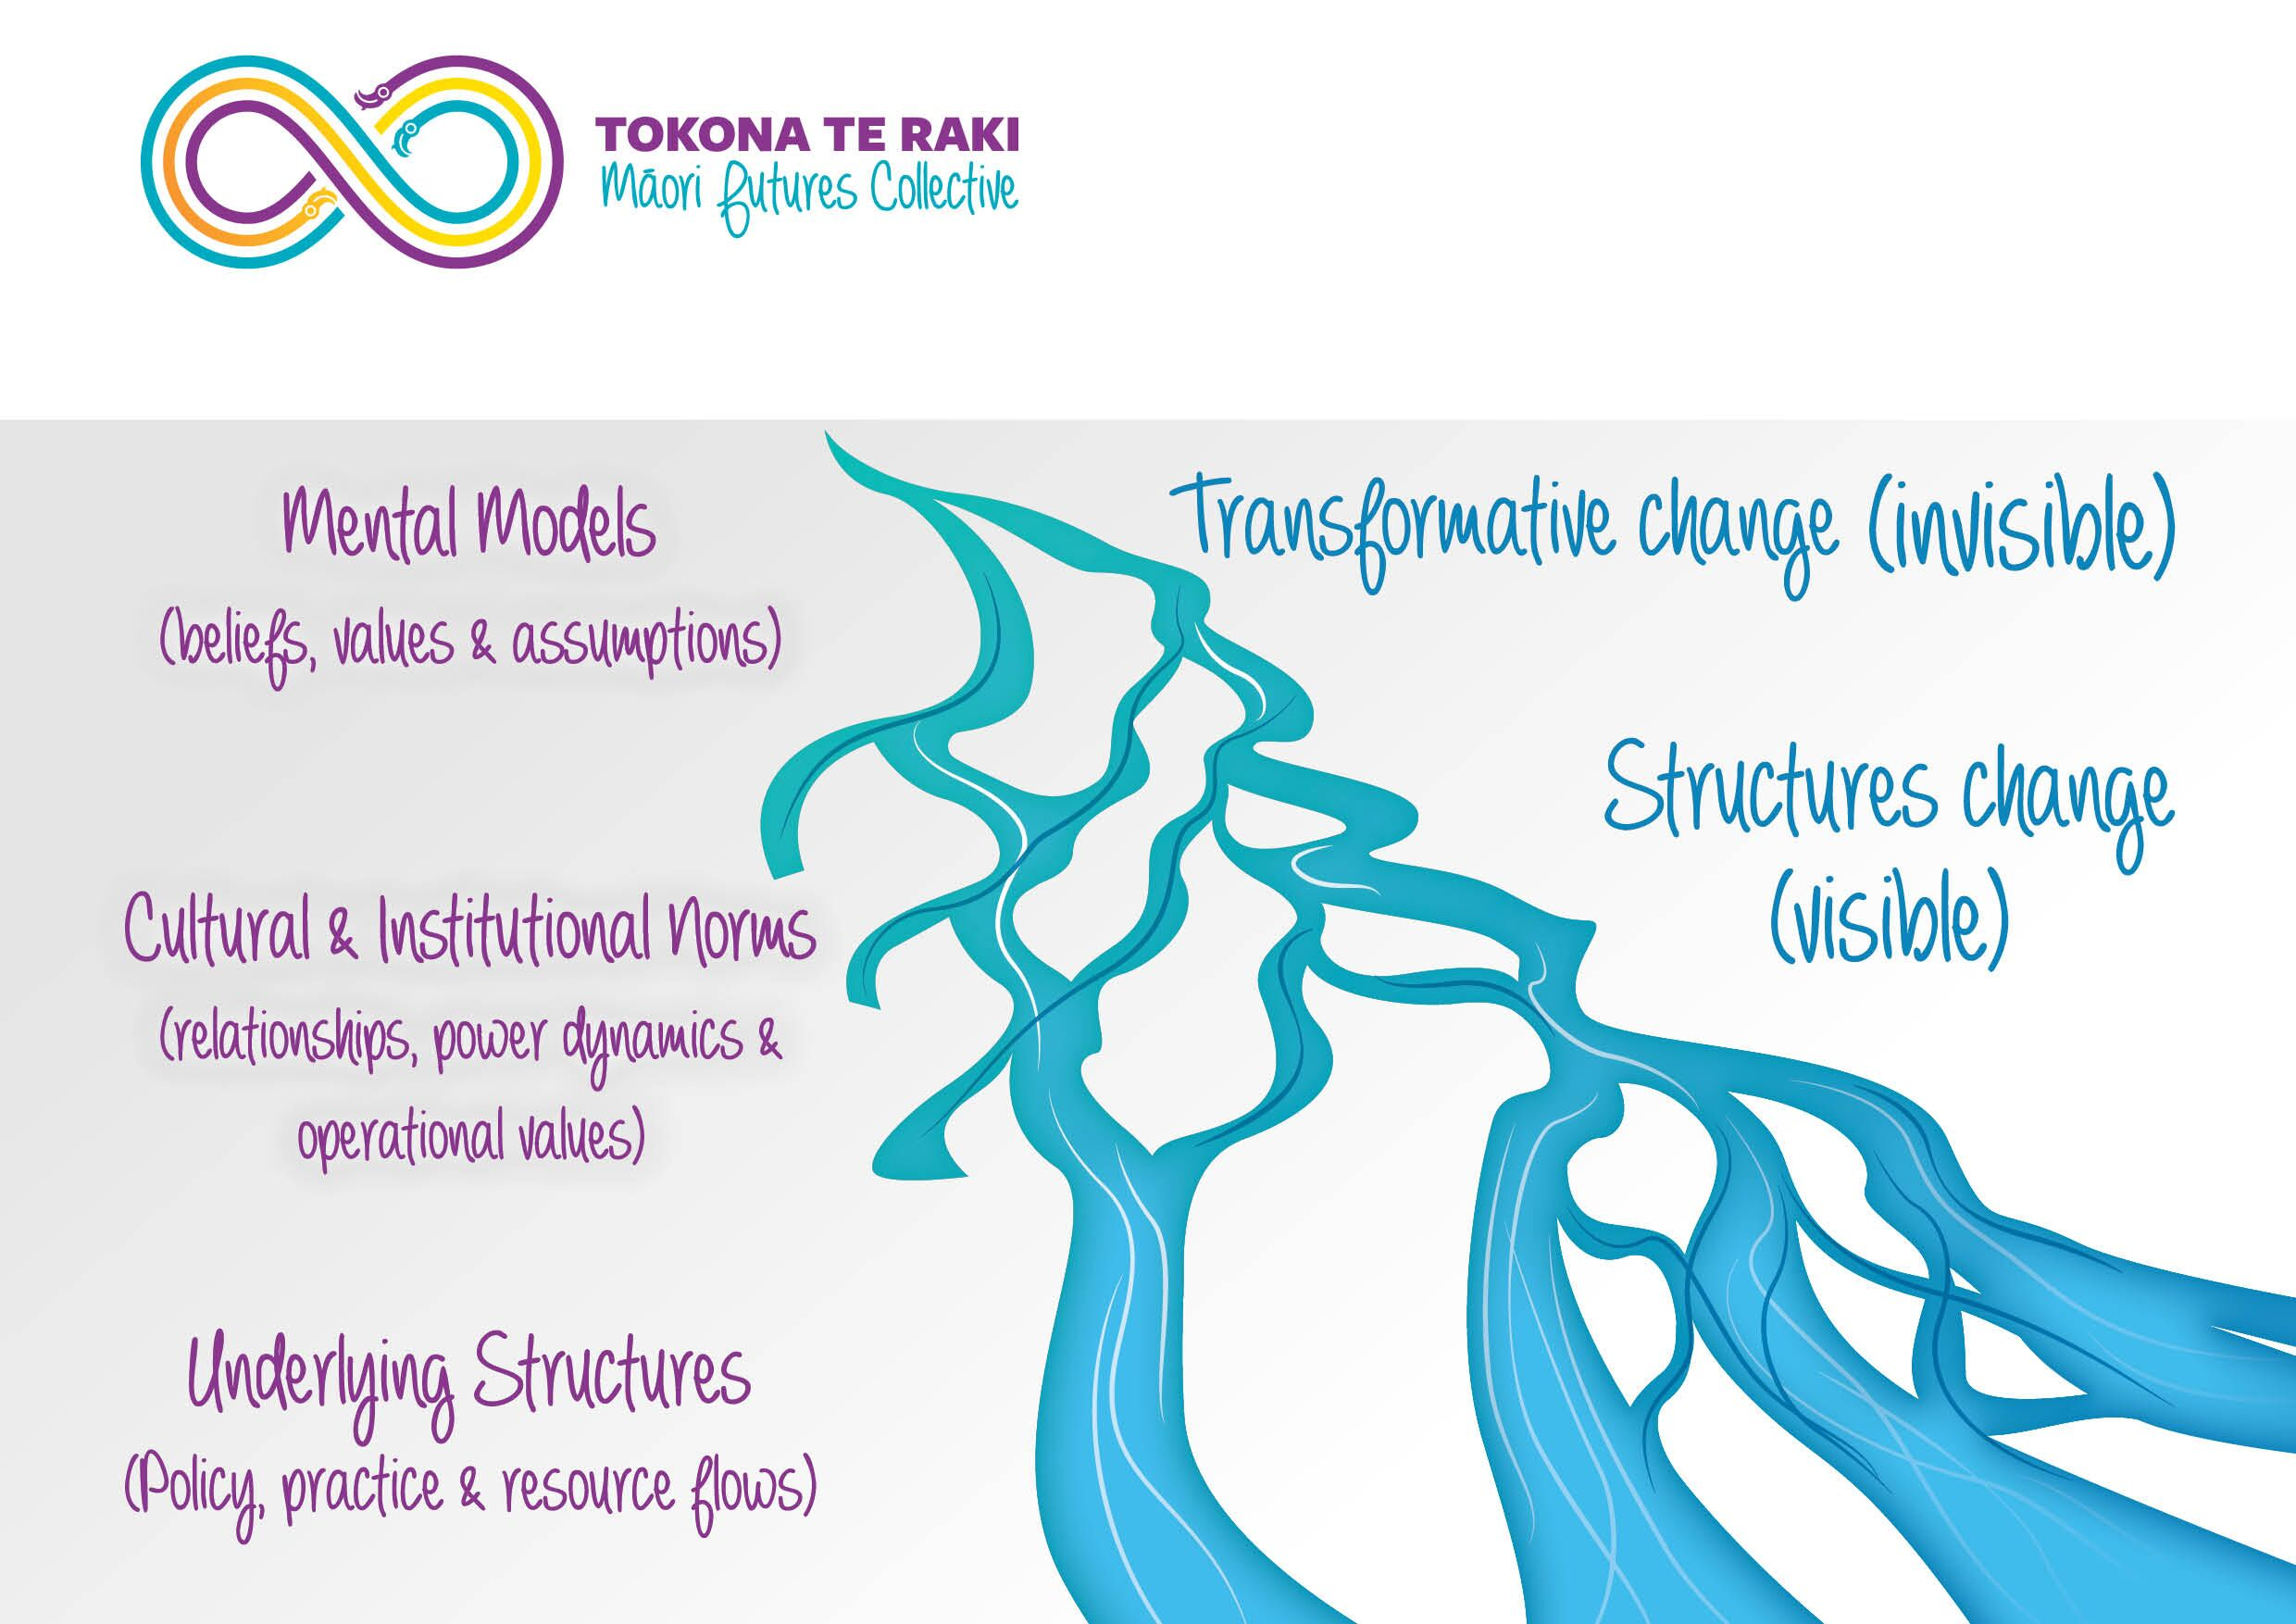 TOKONA TE RAKI
Māori Futures Collective
Mental Models
(beliefs, values & assumptions)
Cultural & Institutional Norms
(relationships, power dynamics &
operational values)
Underlying Structures
(Policy, practice & resource flows)
Transformative change (invisible)
Structures change
(visible)